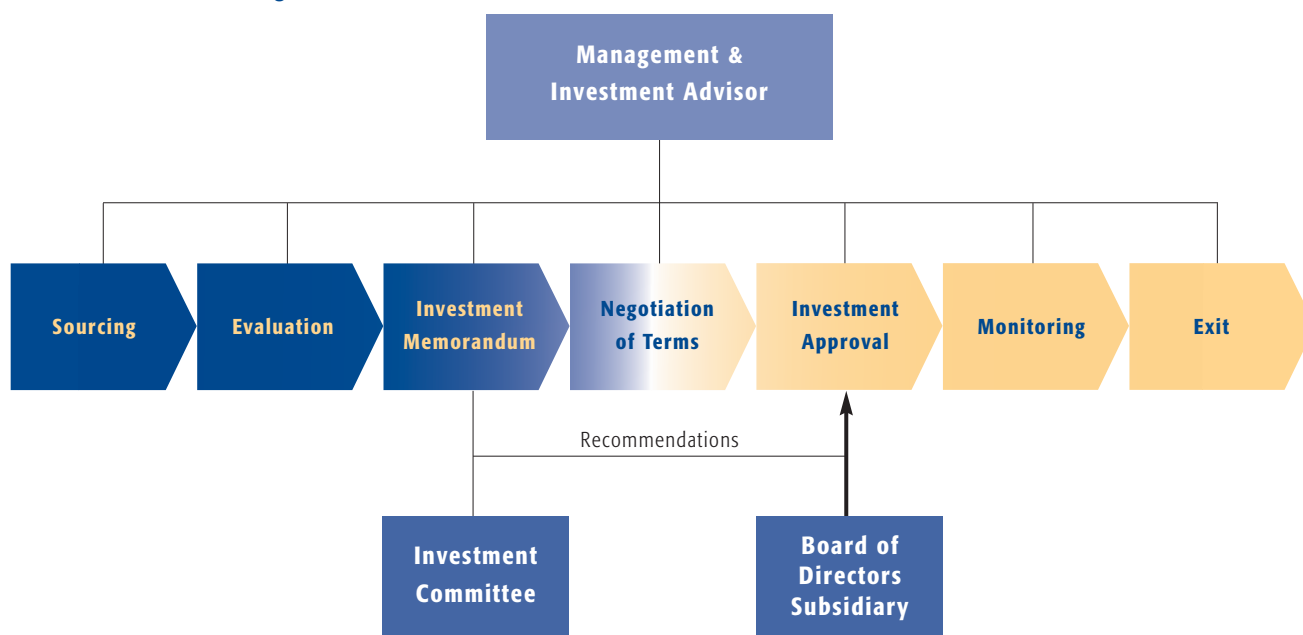 Management &
Investment Advisor
Sourcing
Evaluation
Investment
Memorandum
Negotiation
of Terms
Investment
Approval
Monitoring
Exit
Recommendations
Investment
Committee
Board of
Directors
Subsidiary